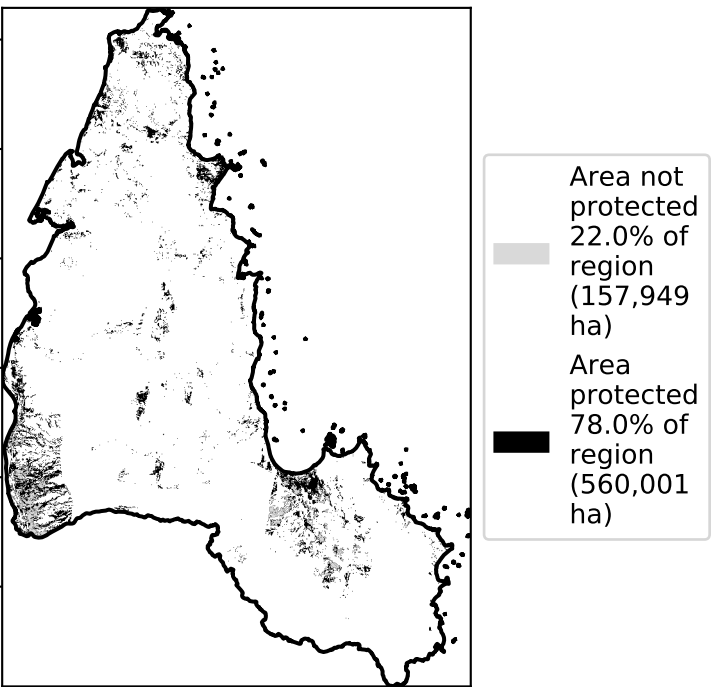 Area not
protected
22.0% of
region
(157,949
ha)
Area
protected
78.0% of
region
(560,001
ha)